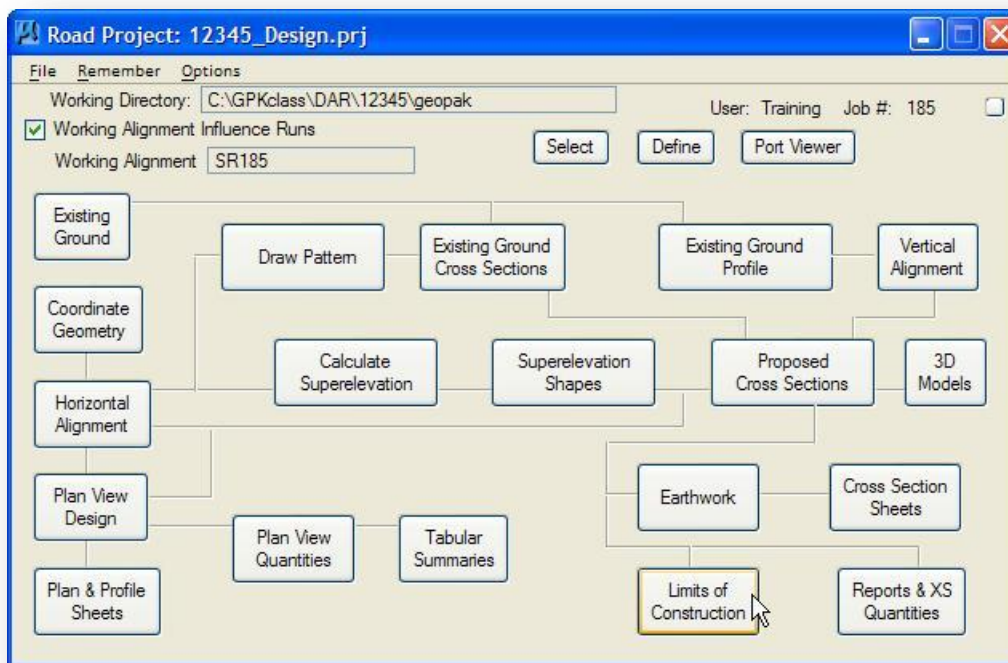 Road Project: 12345_Design.prj
File Remember Options
Working Directory: C:\GPKclass\DAR\12345\geopak
User: Training Job #: 185
Working Alignment Influence Runs
Working Alignment SR185
Select
Define
Port Viewer
Existing
Ground
Draw Pattern
Existing Ground
Cross Sections
Existing Ground
Profile
Vertical
Alignment
Coordinate
Geometry
Calculate
Superelevation
Superelevation
Shapes
Proposed
Cross Sections
3D
Models
Horizontal
Alignment
Plan View
Design
Earthwork
Cross Section
Sheets
Plan View
Quantities
Tabular
Summaries
Plan & Profile
Sheets
Limits of
Construction
Reports & XS
Quantities